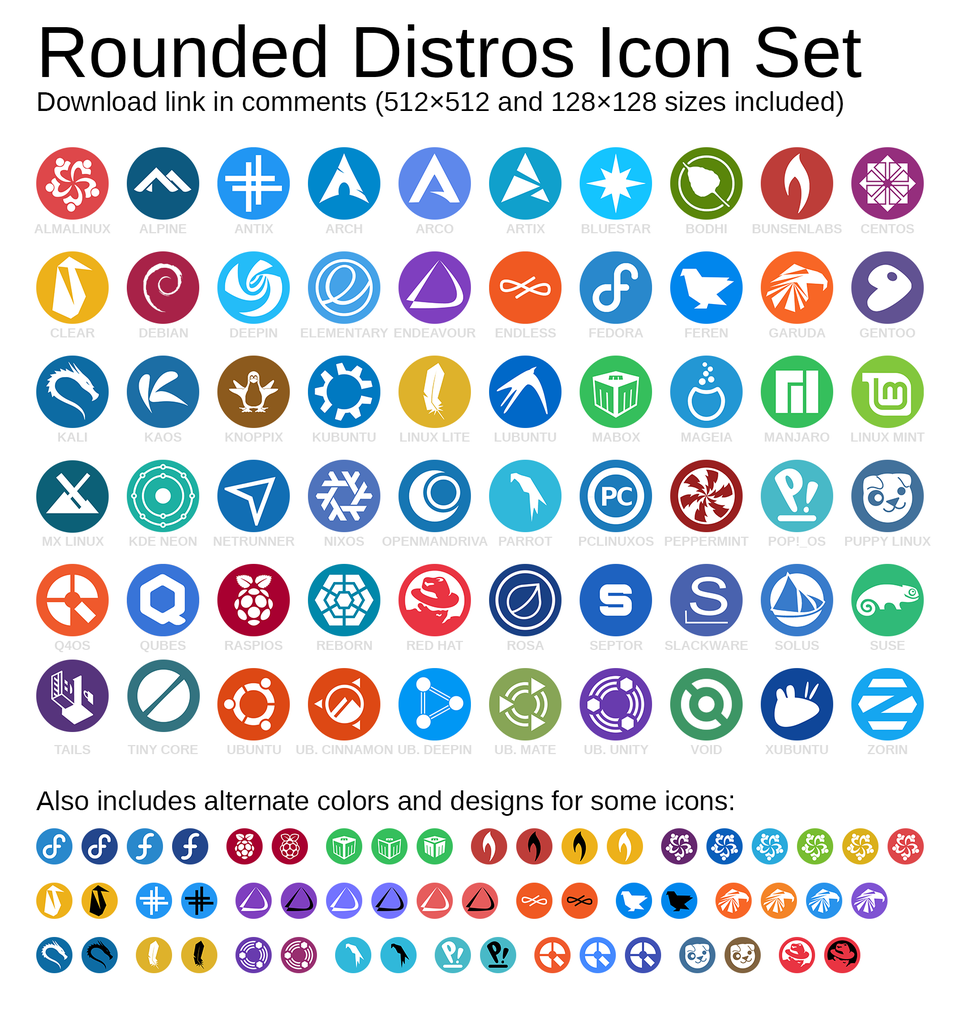 Rounded Distros Icon Set
Download link in comments (512×512 and 128×128 sizes included)
ALMALINUX ALPINE ANTIX ARCH ARCO ARTIX BLUESTAR BODHI BUNSENLABS CENTOS
CLEAR DEBIAN DEEPIN ELEMENTARY ENDEAVOUR ENDLESS FEDORA FEREN GARUDA GENTOO
KALI KAOS KNOPPIX KUBUNTU LINUX LITE LUBUNTU MABOX MAGEIA MANJARO LINUX MINT
PC P!
MX LINUX KDE NEON NETRUNNER NIXOS OPENMANDRIVA PARROT PCLINUXOS PEPPERMINT POP!_OS PUPPY LINUX
S S
Q4OS QUBES RASPIOS REBORN RED HAT ROSA SEPTOR SLACKWARE SOLUS SUSE
TAILS TINY CORE UBUNTU UB. CINNAMON UB. DEEPIN UB. MATE UB. UNITY VOID XUBUNTU ZORIN
Also includes alternate colors and designs for some icons:
P! P!